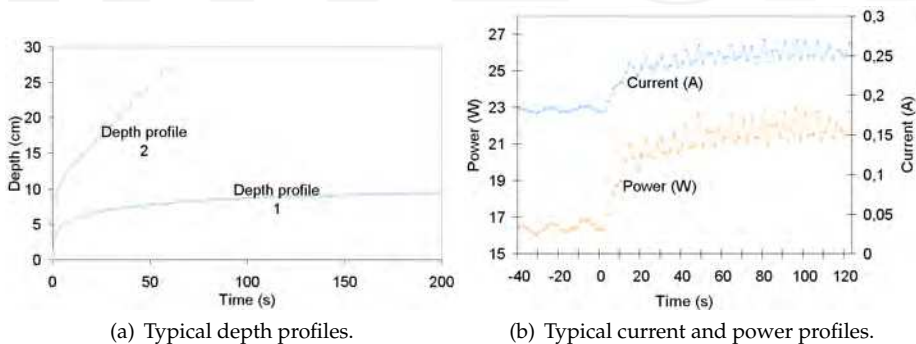 30
25
20
15
10
5
0
Depth (cm)
Depth profile
2
Depth profile
1
0 50 100 150 200
Time (s)
(a) Typical depth profiles.
27
25
23
21
19
17
15
Power (W)
Current (A)
Power (W)
0,3
0,25
0,2
0,15
0,1
0,05
0
Current (A)
-40 -20 0 20 40 60 80 100 120
Time (s)
(b) Typical current and power profiles.